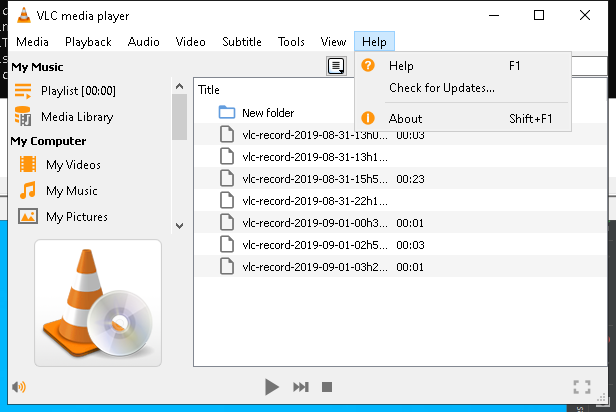 VLC media player
Media Playback Audio Video Subtitle Tools View Help
My Music
Playlist [00:00]
Media Library
My Computer
My Videos
My Music
My Pictures
Help F1
Check for Updates...
About Shift+F1
Title
New folder
vlc-record-2019-08-31-13h0... 00:03
vlc-record-2019-08-31-13h1...
vlc-record-2019-08-31-15h5... 00:23
vlc-record-2019-08-31-22h1...
vlc-record-2019-09-01-00h3... 00:01
vlc-record-2019-09-01-02h5... 00:03
vlc-record-2019-09-01-03h2... 00:01